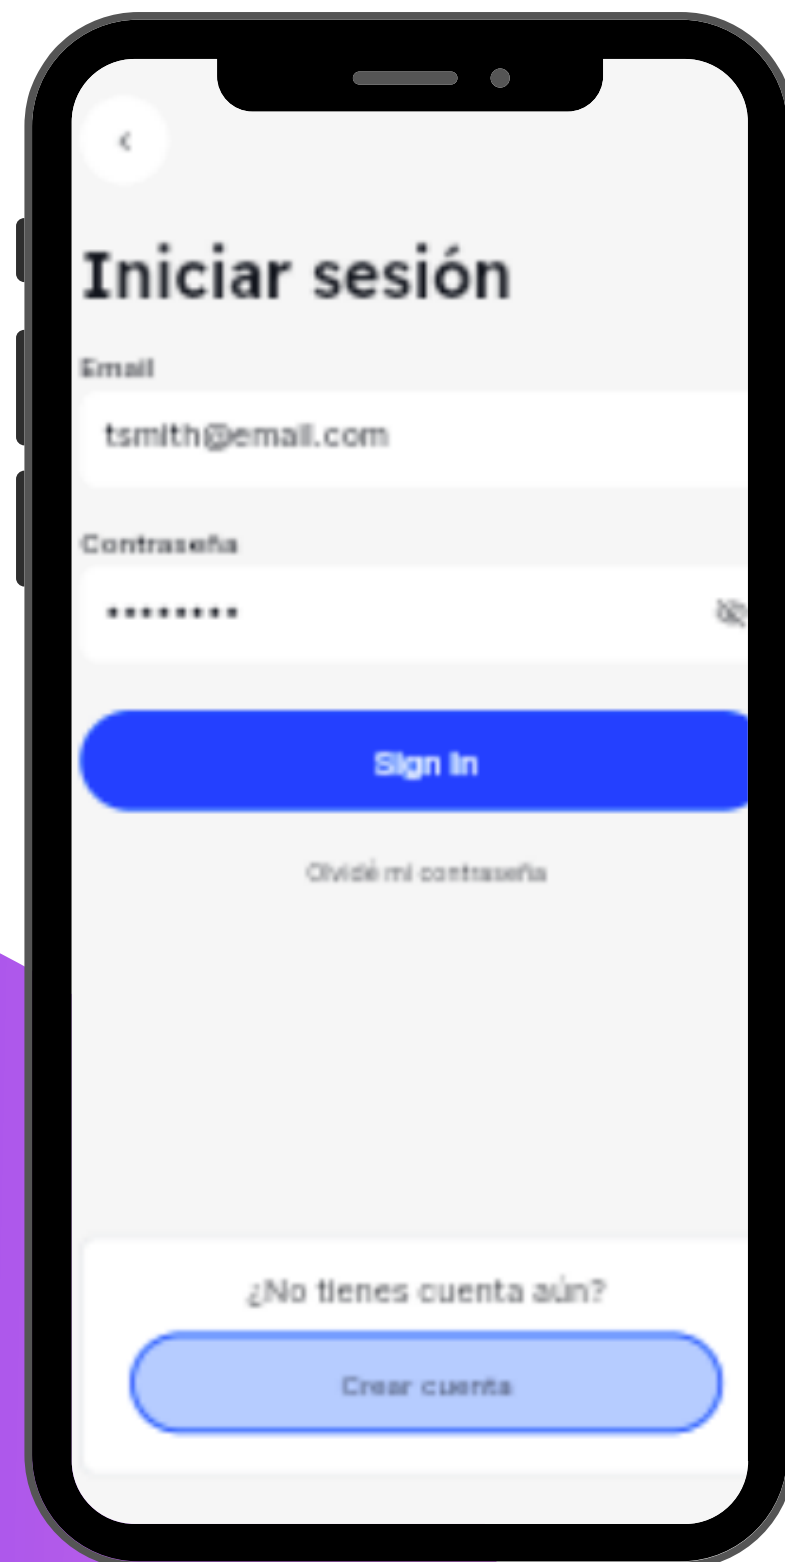 Iniciar sesión
Email
tsmith@email.com
Contraseña
••••••••
Sign in
Olvidé mi contraseña
¿No tienes cuenta aún?
Crear cuenta